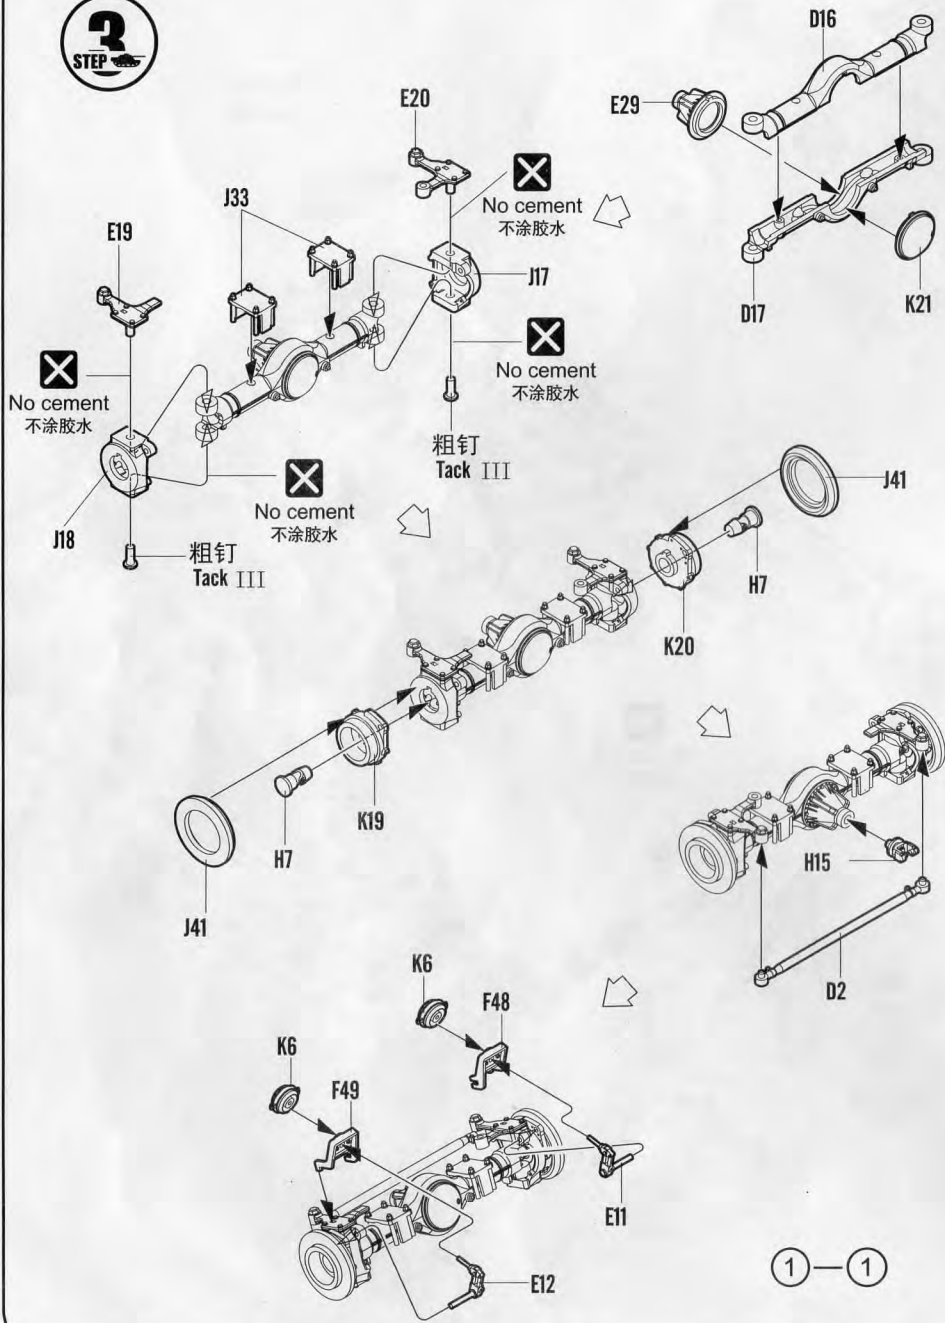 3
STEP
D16
E29
E20
No cement
不涂胶水
J33
E19
J17
D17
K21
No cement
不涂胶水
No cement
不涂胶水
粗钉
Tack III
No cement
不涂胶水
J41
J18
粗钉
Tack III
H7
K20
K19
H7
H15
J41
D2
K6
F48
K6
F49
E11
E12
1 — 1